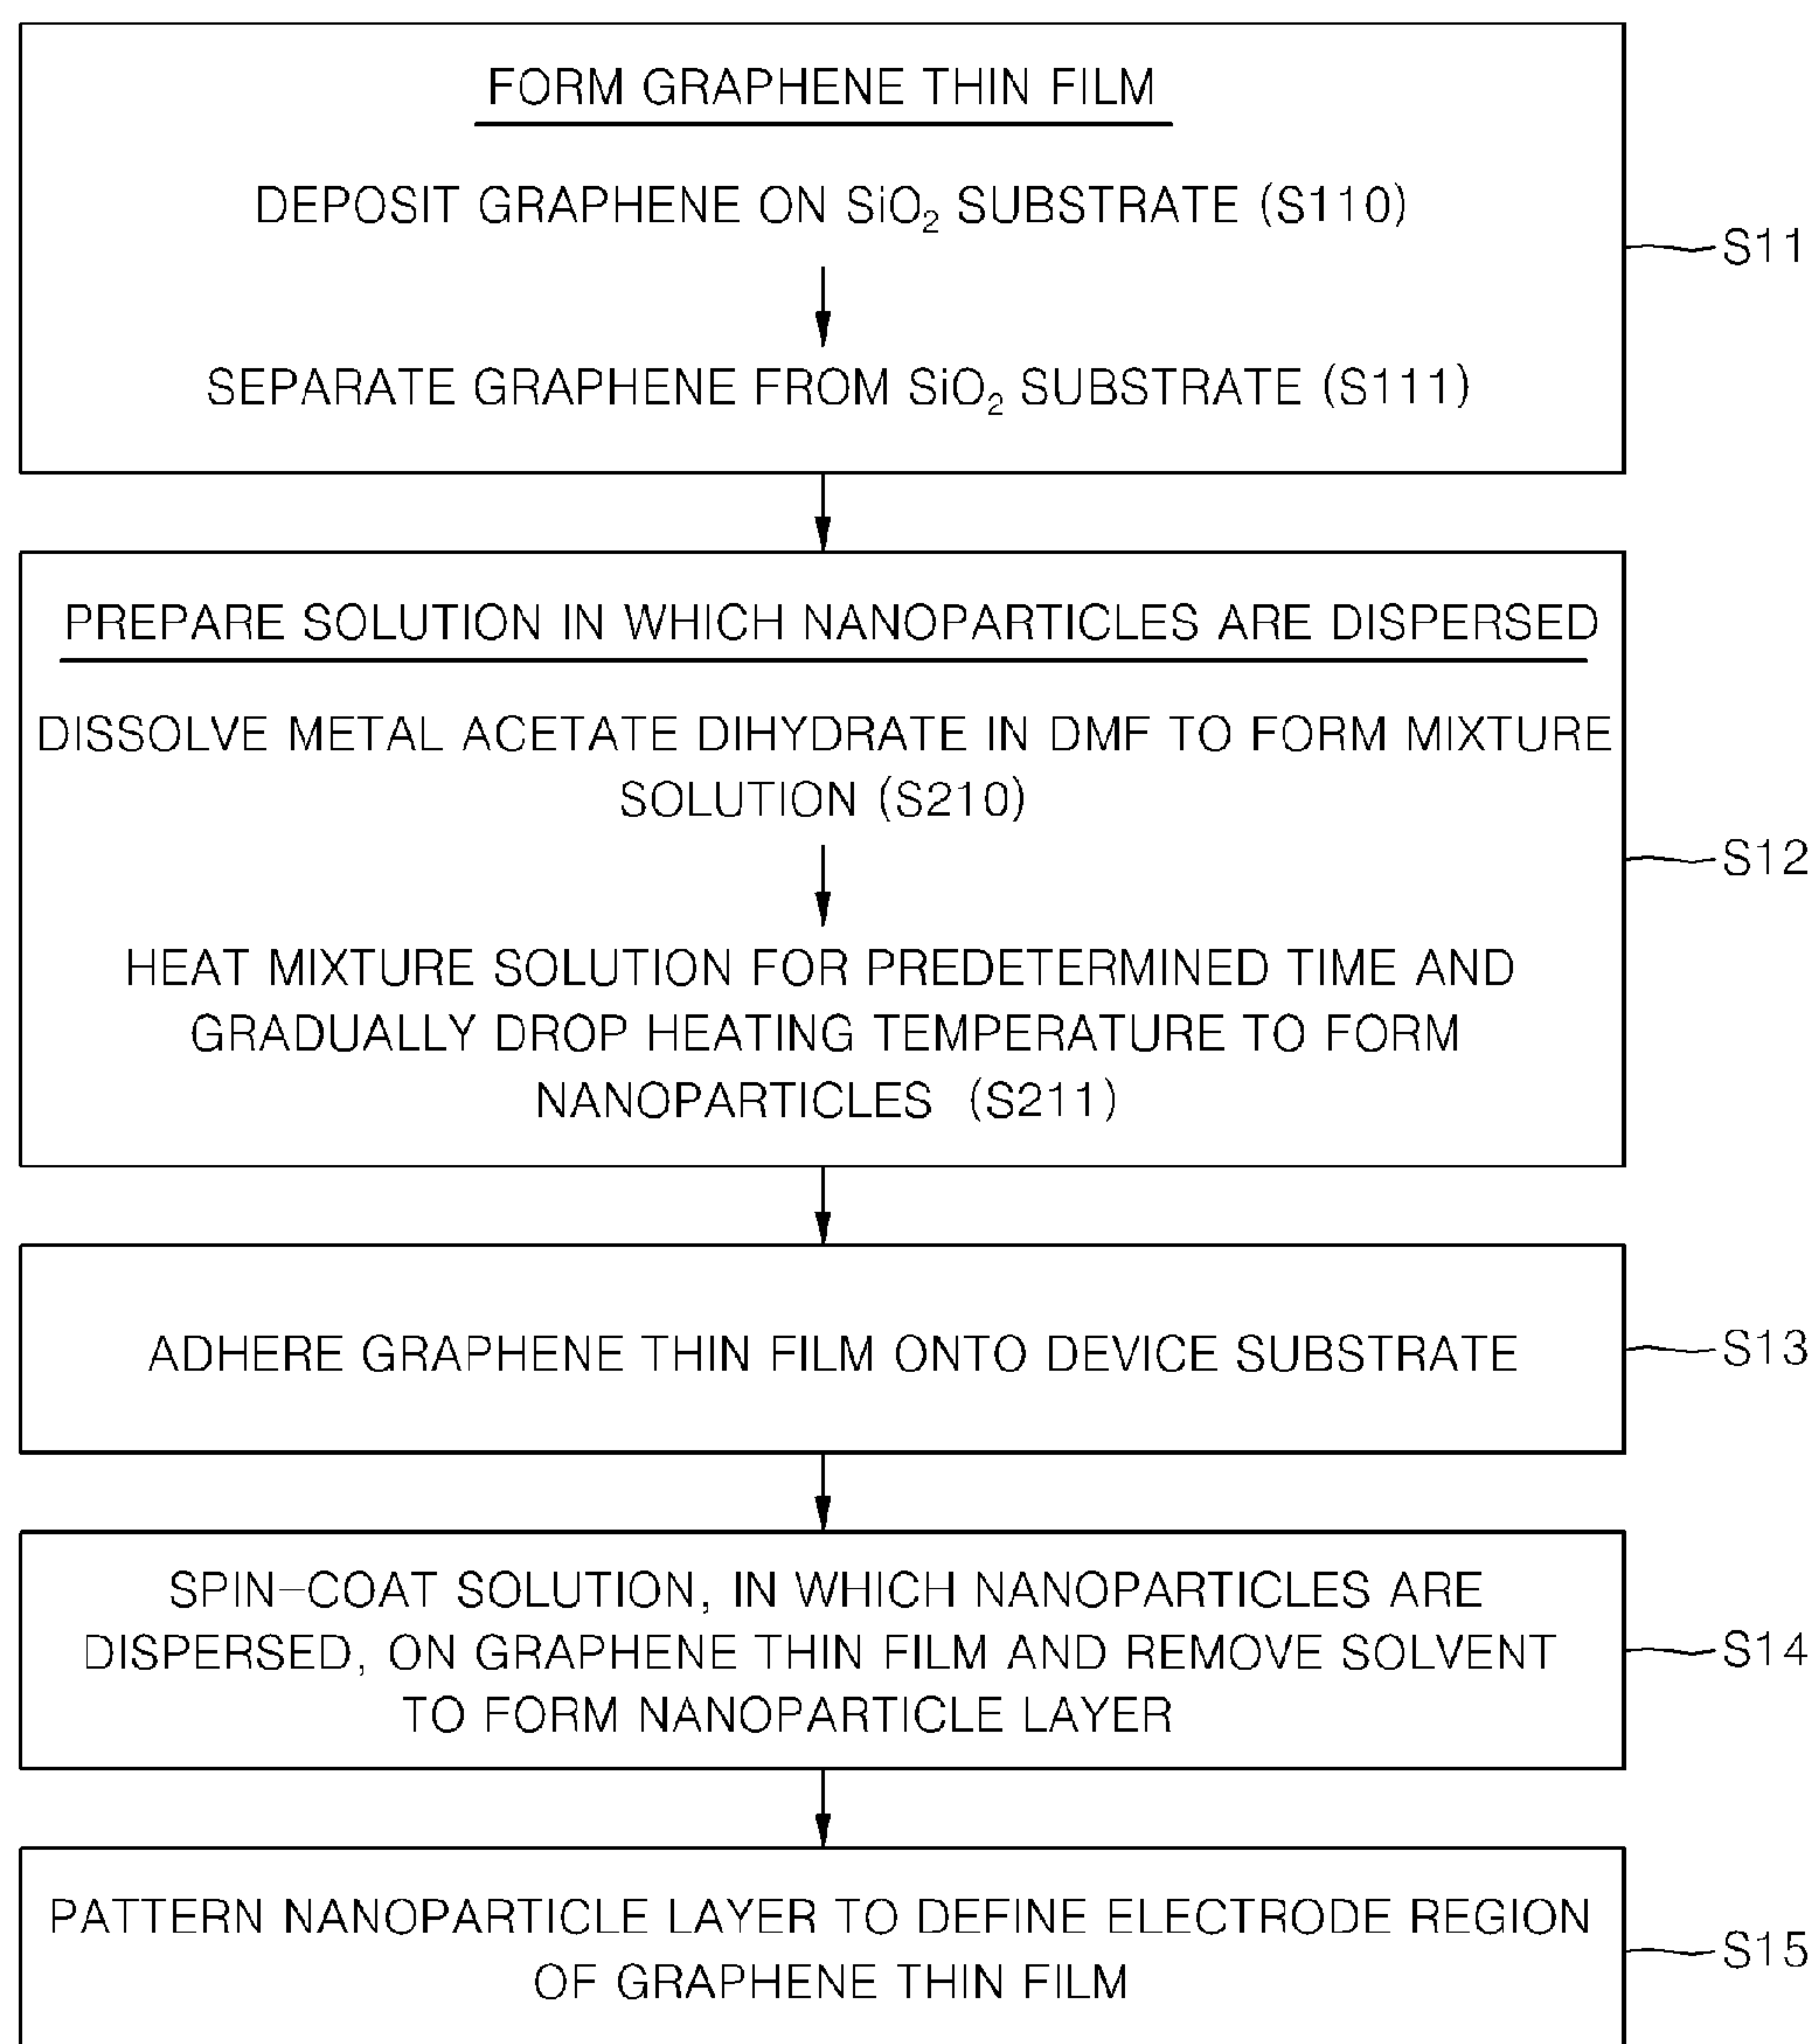 FORM GRAPHENE THIN FILM
DEPOSIT GRAPHENE ON SiO₂ SUBSTRATE (S110)
SEPARATE GRAPHENE FROM SiO₂ SUBSTRATE (S111)
S11
PREPARE SOLUTION IN WHICH NANOPARTICLES ARE DISPERSED
DISSOLVE METAL ACETATE DIHYDRATE IN DMF TO FORM MIXTURE
SOLUTION (S210)
HEAT MIXTURE SOLUTION FOR PREDETERMINED TIME AND
GRADUALLY DROP HEATING TEMPERATURE TO FORM
NANOPARTICLES (S211)
S12
ADHERE GRAPHENE THIN FILM ONTO DEVICE SUBSTRATE
S13
SPIN-COAT SOLUTION, IN WHICH NANOPARTICLES ARE
DISPERSED, ON GRAPHENE THIN FILM AND REMOVE SOLVENT
TO FORM NANOPARTICLE LAYER
S14
PATTERN NANOPARTICLE LAYER TO DEFINE ELECTRODE REGION
OF GRAPHENE THIN FILM
S15